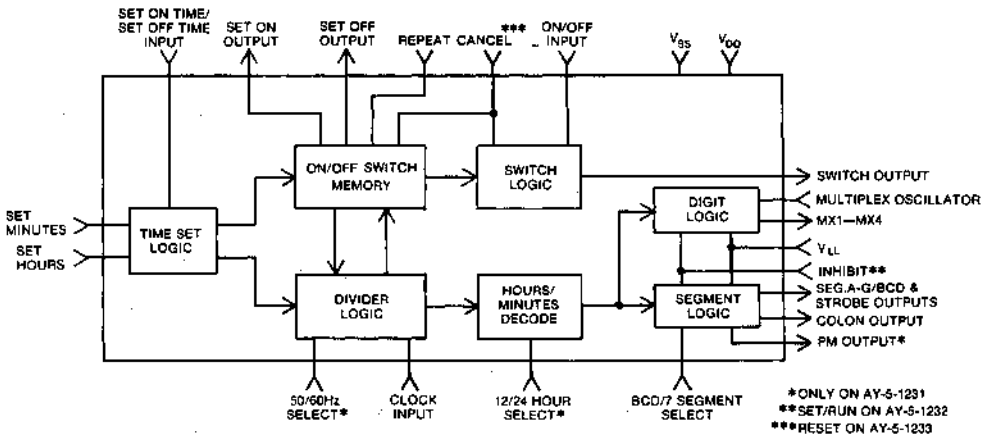 SET ON TIME/
SET OFF TIME
INPUT
SET ON
OUTPUT
SET OFF
OUTPUT
REPEAT CANCEL***
ON/OFF
INPUT
VSS
VDD
ON/OFF SWITCH
MEMORY
SWITCH
LOGIC
SWITCH OUTPUT
DIGIT
LOGIC
MULTIPLEX OSCILLATOR
MX1—MX4
SET
MINUTES
SET
HOURS
TIME SET
LOGIC
VLL
INHIBIT**
DIVIDER
LOGIC
HOURS/
MINUTES
DECODE
SEGMENT
LOGIC
SEG.A-G/BCD &
STROBE OUTPUTS
COLON OUTPUT
PM OUTPUT*
50/60Hz
SELECT*
CLOCK
INPUT
12/24 HOUR
SELECT*
BCD/7 SEGMENT
SELECT
*ONLY ON AY-5-1231
**SET/RUN ON AY-5-1232
***RESET ON AY-5-1233